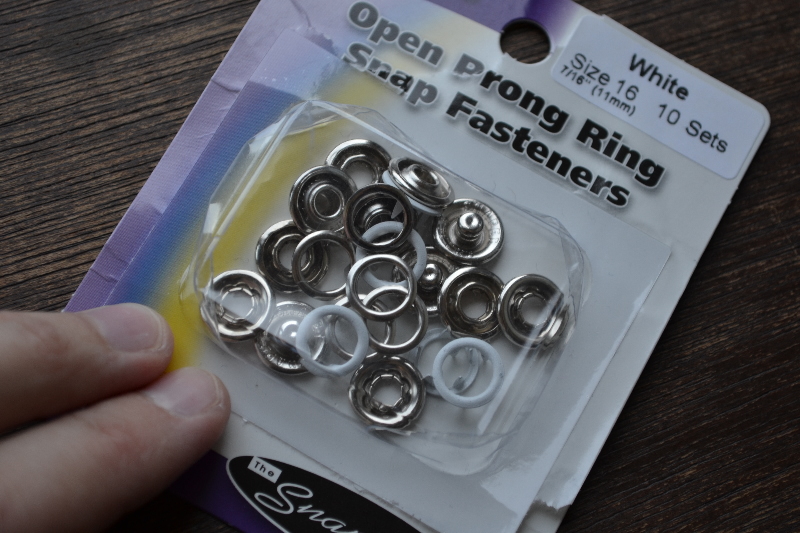 Open Prong Ring
Snap Fasteners
White
Size 16 10 Sets
7/16" (11mm)
The